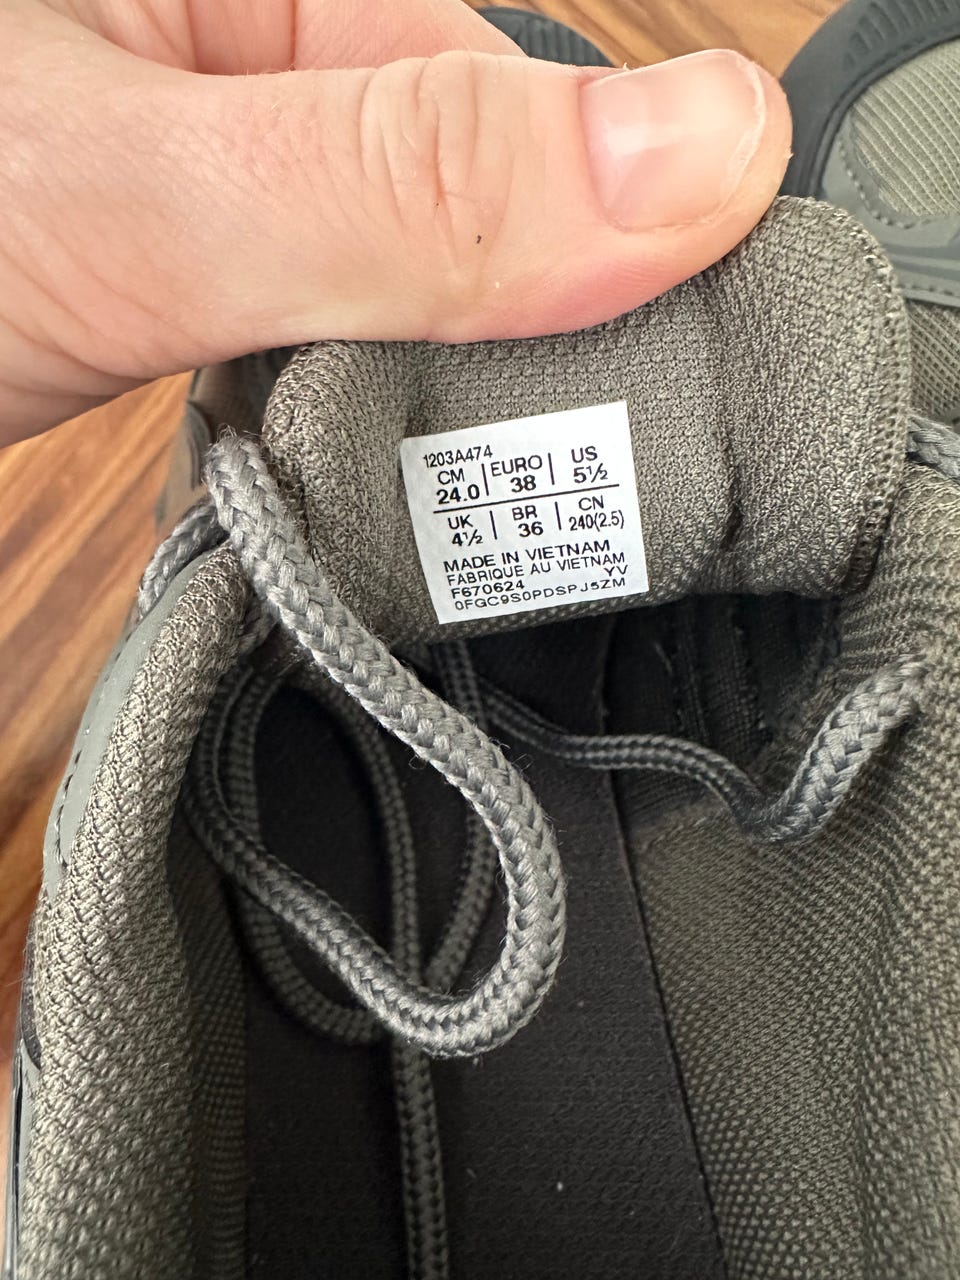 1203A474
CM EURO US
24.0 38 5½
UK BR CN
4½ 36 240(2.5)
MADE IN VIETNAM
FABRIQUE AU VIETNAM
F670624 YV
0FGC9S0PDSPJ5ZM